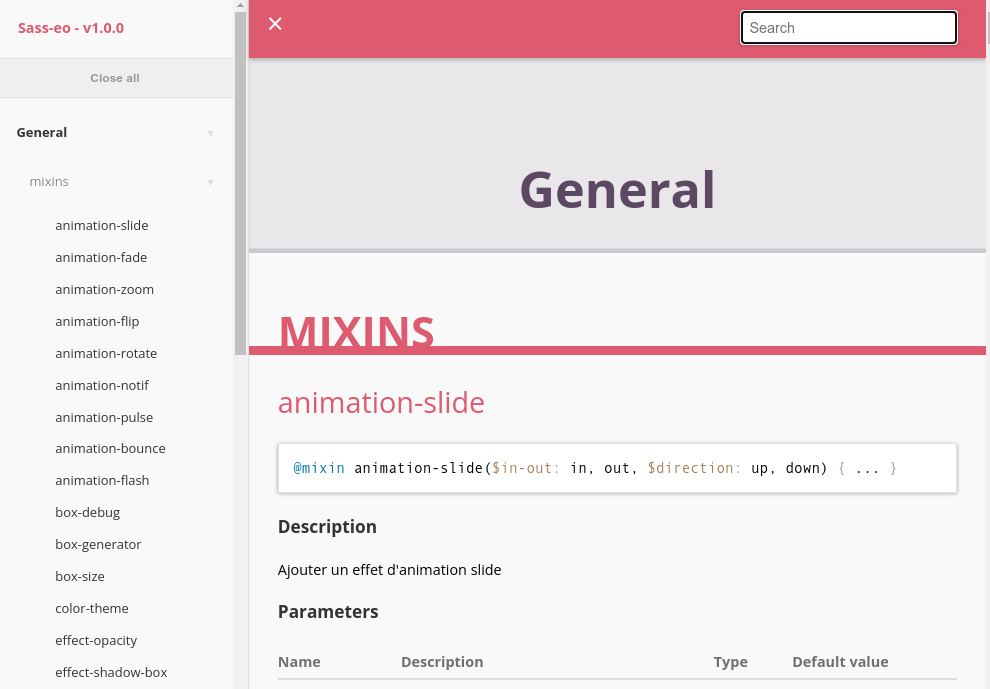 Sass-eo - v1.0.0
Close all
General
mixins
animation-slide
animation-fade
animation-zoom
animation-flip
animation-rotate
animation-notif
animation-pulse
animation-bounce
animation-flash
box-debug
box-generator
box-size
color-theme
effect-opacity
effect-shadow-box
Search
General
MIXINS
animation-slide
@mixin animation-slide($in-out: in, out, $direction: up, down) { ... }
Description
Ajouter un effet d'animation slide
Parameters
Name Description Type Default value